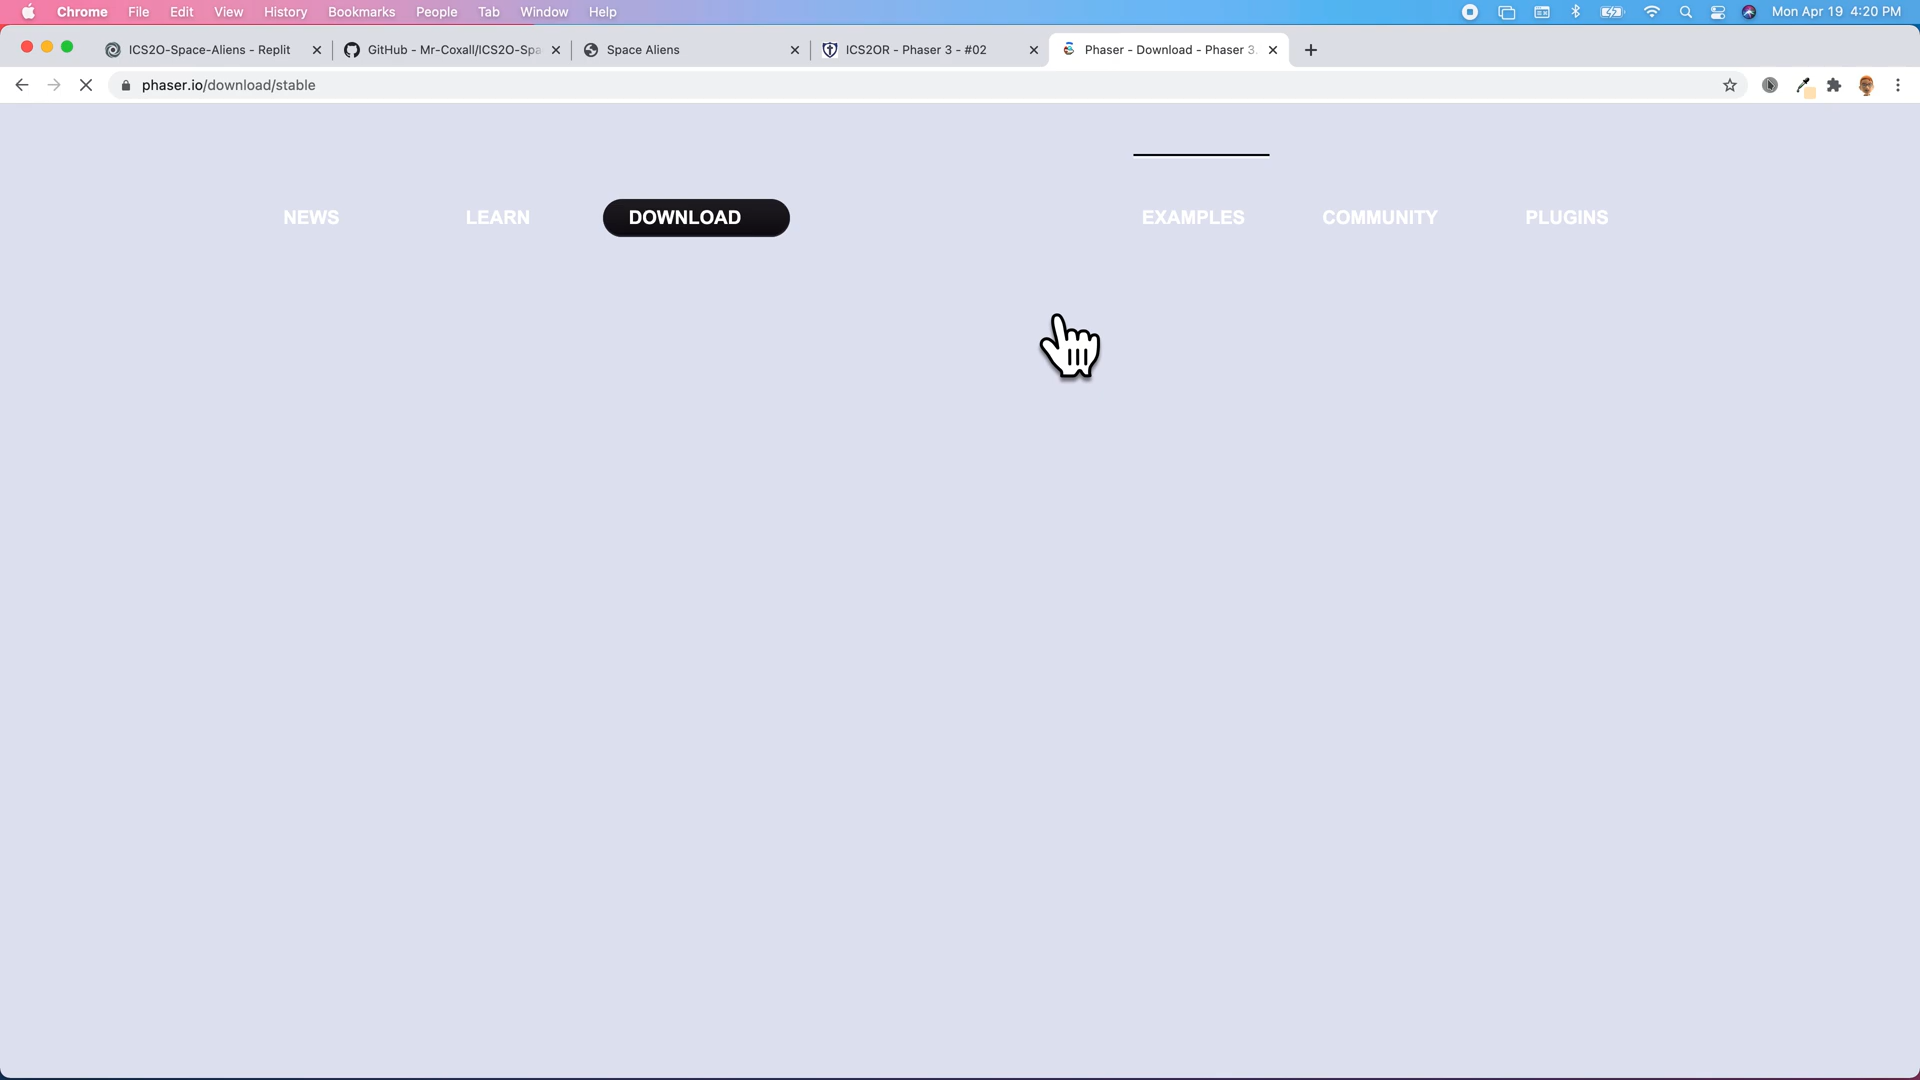 Chrome File Edit View History Bookmarks People Tab Window Help Mon Apr 19 4:20 PM
ICS2O-Space-Aliens - Replit GitHub - Mr-Coxall/ICS2O-Spa Space Aliens ICS2OR - Phaser 3 - #02 Phaser - Download - Phaser 3.
phaser.io/download/stable
NEWS LEARN DOWNLOAD EXAMPLES COMMUNITY PLUGINS